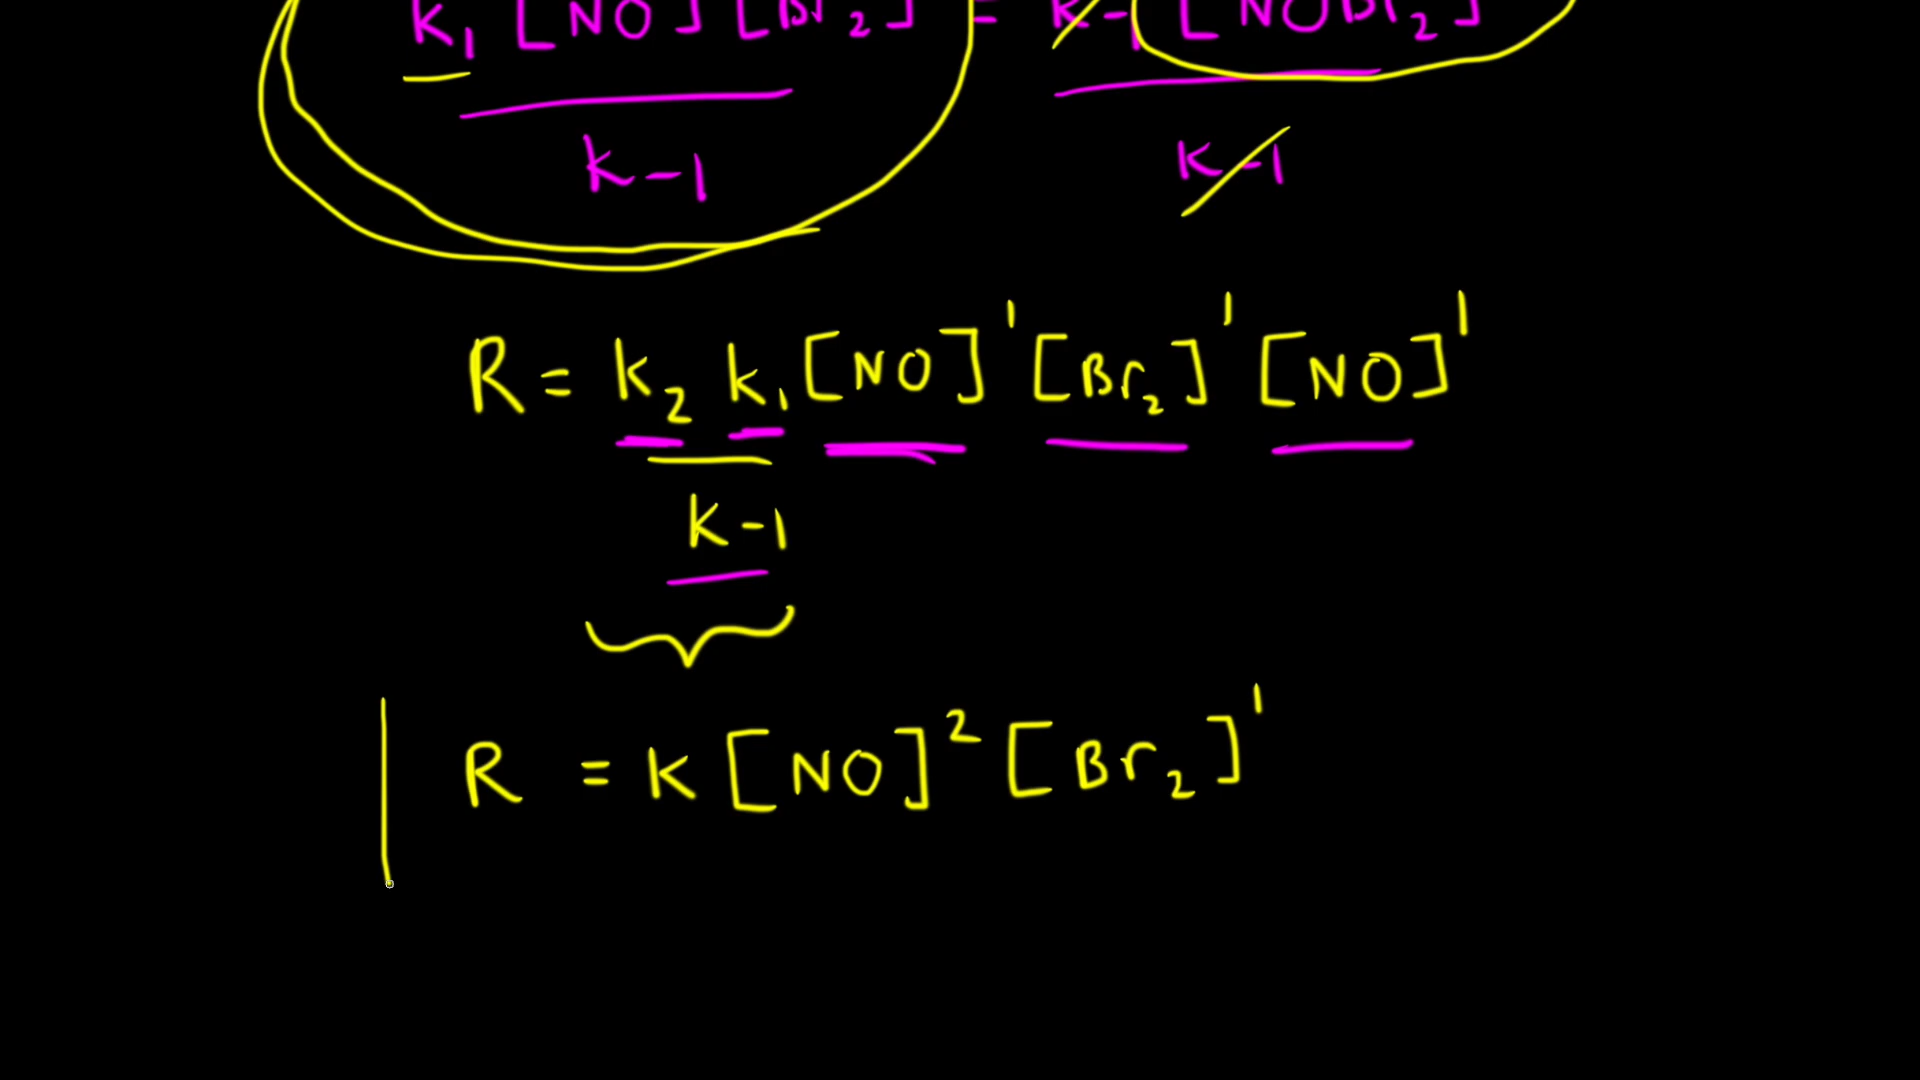 k₁ [NO] [Br₂] = k-1 [NOBr₂]
k-1 k-1
R = k₂ k₁ [NO]¹ [Br₂]¹ [NO]¹
k-1
R = k [NO]² [Br₂]¹